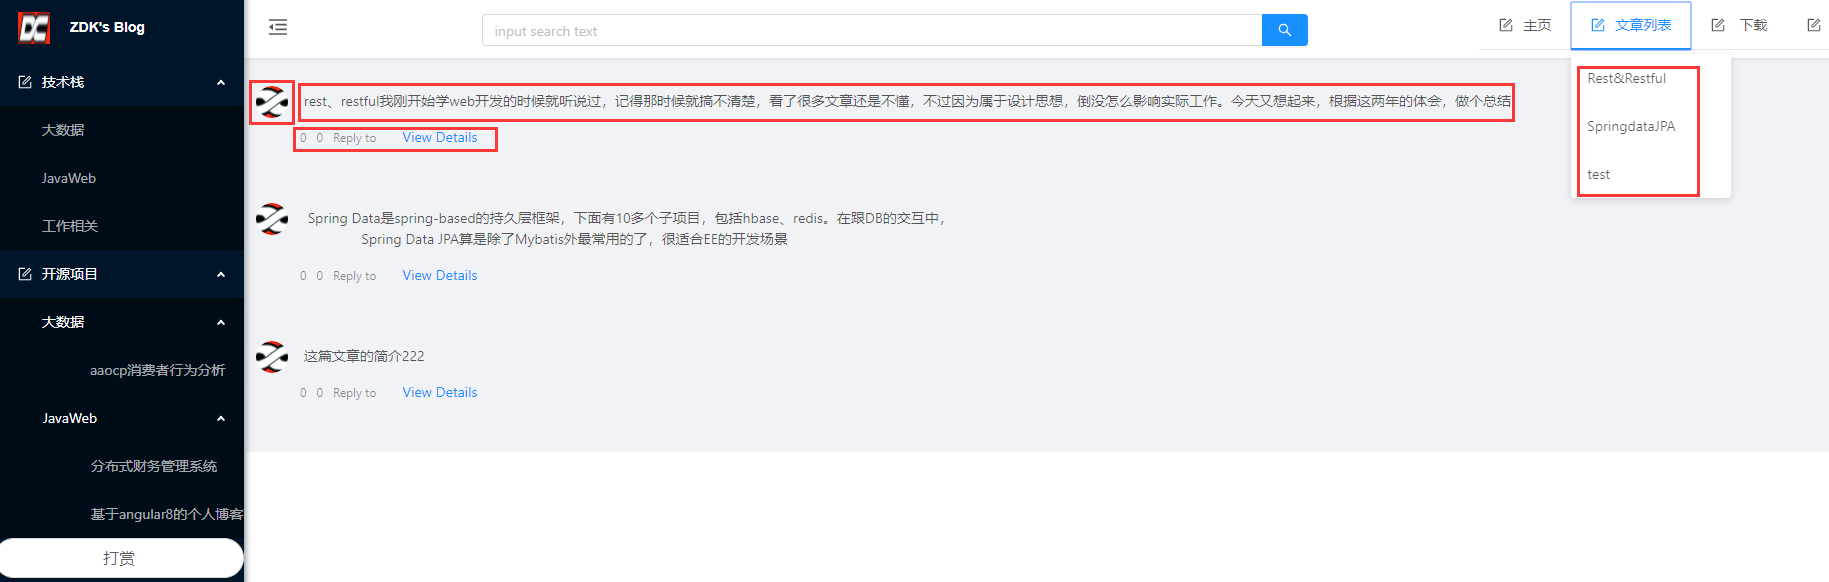 ZDK's Blog
技术栈
大数据
JavaWeb
工作相关
开源项目
大数据
aaocp消费者行为分析
JavaWeb
分布式财务管理系统
基于angular8的个人博客
打赏
input search text
主页
文章列表
下载
Rest&Restful
SpringdataJPA
test
rest、restful我刚开始学web开发的时候就听说过，记得那时候就搞不清楚，看了很多文章还是不懂，不过因为属于设计思想，倒没怎么影响实际工作。今天又想起来，根据这两年的体会，做个总结
0 0 Reply to View Details
Spring Data是spring-based的持久层框架，下面有10多个子项目，包括hbase、redis。在跟DB的交互中，
Spring Data JPA算是除了Mybatis外最常用的了，很适合EE的开发场景
0 0 Reply to View Details
这篇文章的简介222
0 0 Reply to View Details